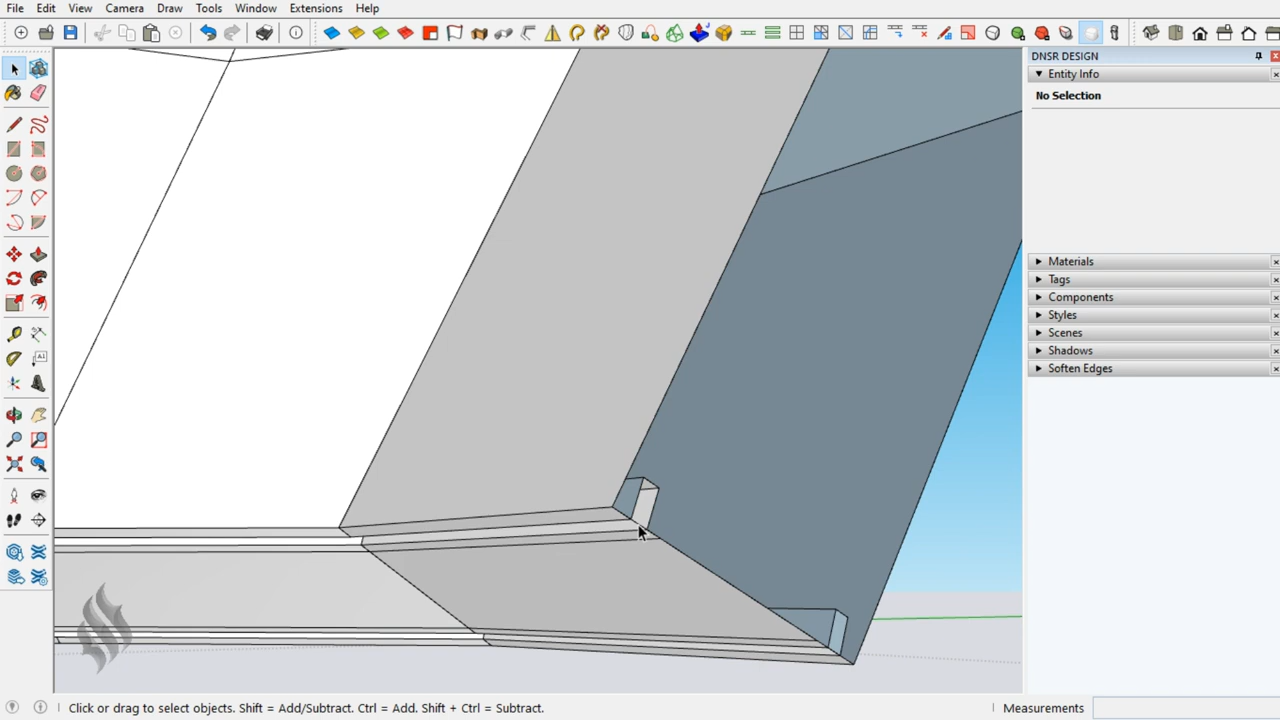 File Edit View Camera Draw Tools Window Extensions Help
DNSR DESIGN
Entity Info
No Selection
Materials
Tags
Components
Styles
Scenes
Shadows
Soften Edges
A1
Click or drag to select objects. Shift = Add/Subtract. Ctrl = Add. Shift + Ctrl = Subtract.
Measurements